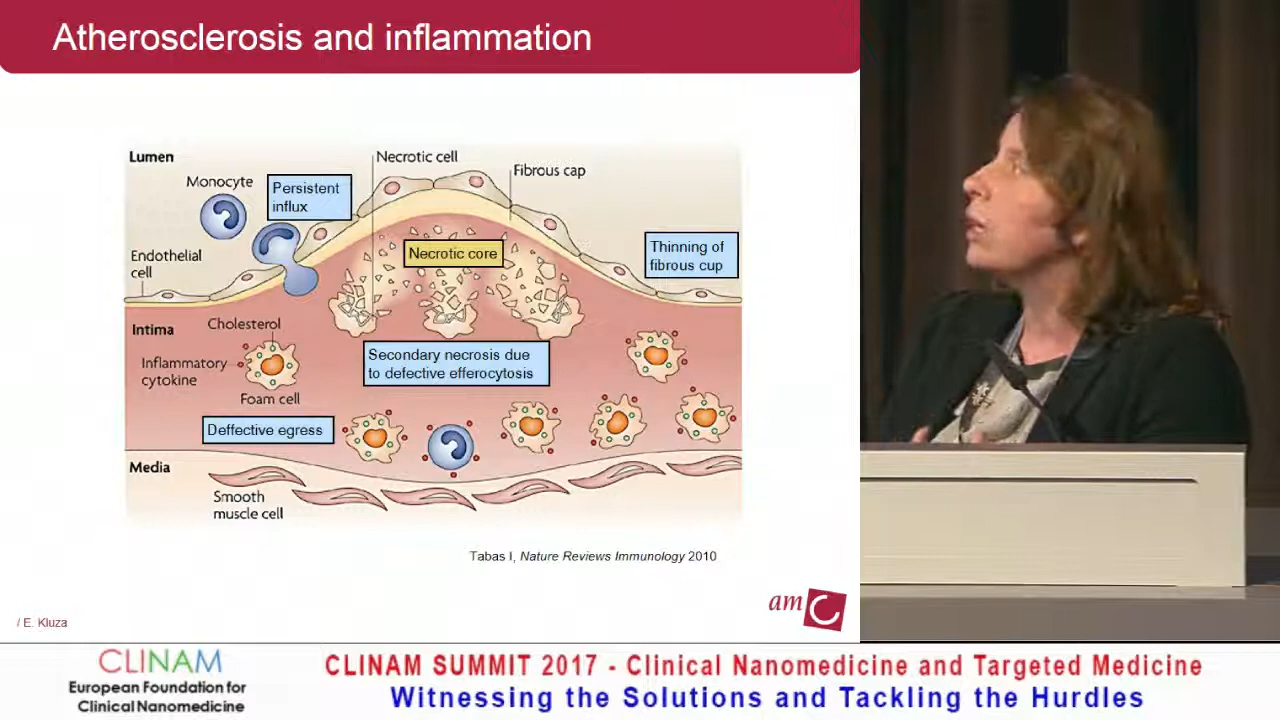 Atherosclerosis and inflammation
Lumen
Necrotic cell
Fibrous cap
Monocyte
Persistent
influx
Endothelial
cell
Necrotic core
Thinning of
fibrous cup
Intima
Cholesterol
Inflammatory
cytokine
Foam cell
Secondary necrosis due
to defective efferocytosis
Deffective egress
Media
Smooth
muscle cell
Tabas I, Nature Reviews Immunology 2010
amC
/ E. Kluza
CLINAM
European Foundation for
Clinical Nanomedicine
CLINAM SUMMIT 2017 - Clinical Nanomedicine and Targeted Medicine
Witnessing the Solutions and Tackling the Hurdles